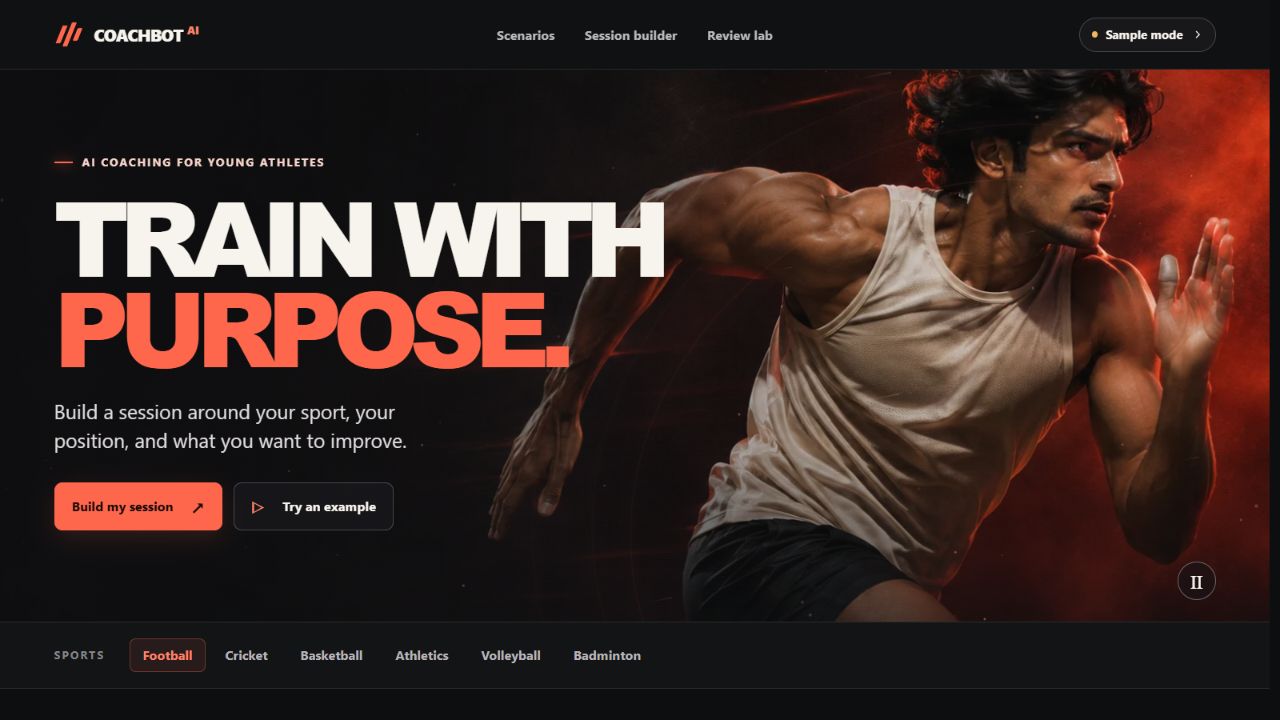 COACHBOT AI
Scenarios
Session builder
Review lab
Sample mode
AI COACHING FOR YOUNG ATHLETES
TRAIN WITH
PURPOSE.
Build a session around your sport, your
position, and what you want to improve.
Build my session
Try an example
SPORTS
Football
Cricket
Basketball
Athletics
Volleyball
Badminton